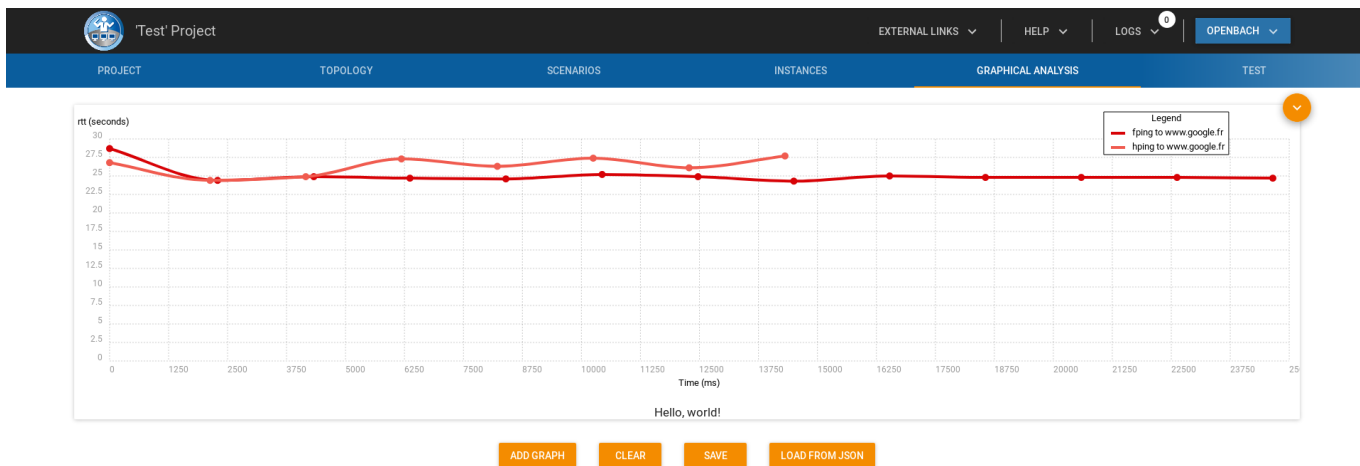 'Test' Project
EXTERNAL LINKS
HELP
LOGS
0
OPENBACH
PROJECT
TOPOLOGY
SCENARIOS
INSTANCES
GRAPHICAL ANALYSIS
TEST
rtt (seconds)
Legend
fping to www.google.fr
hping to www.google.fr
30
27.5
25
22.5
20
17.5
15
12.5
10
7.5
5
2.5
0
0 1250 2500 3750 5000 6250 7500 8750 10000 11250 12500 13750 15000 16250 17500 18750 20000 21250 22500 23750 25
Time (ms)
Hello, world!
ADD GRAPH
CLEAR
SAVE
LOAD FROM JSON